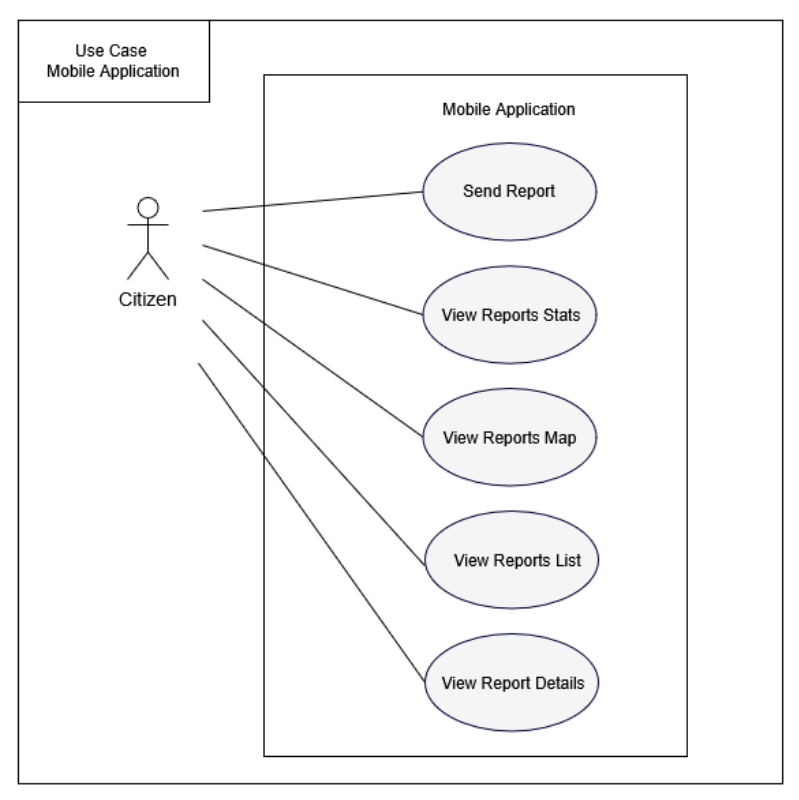 Use Case
Mobile Application
Mobile Application
Send Report
View Reports Stats
Citizen
View Reports Map
View Reports List
View Report Details